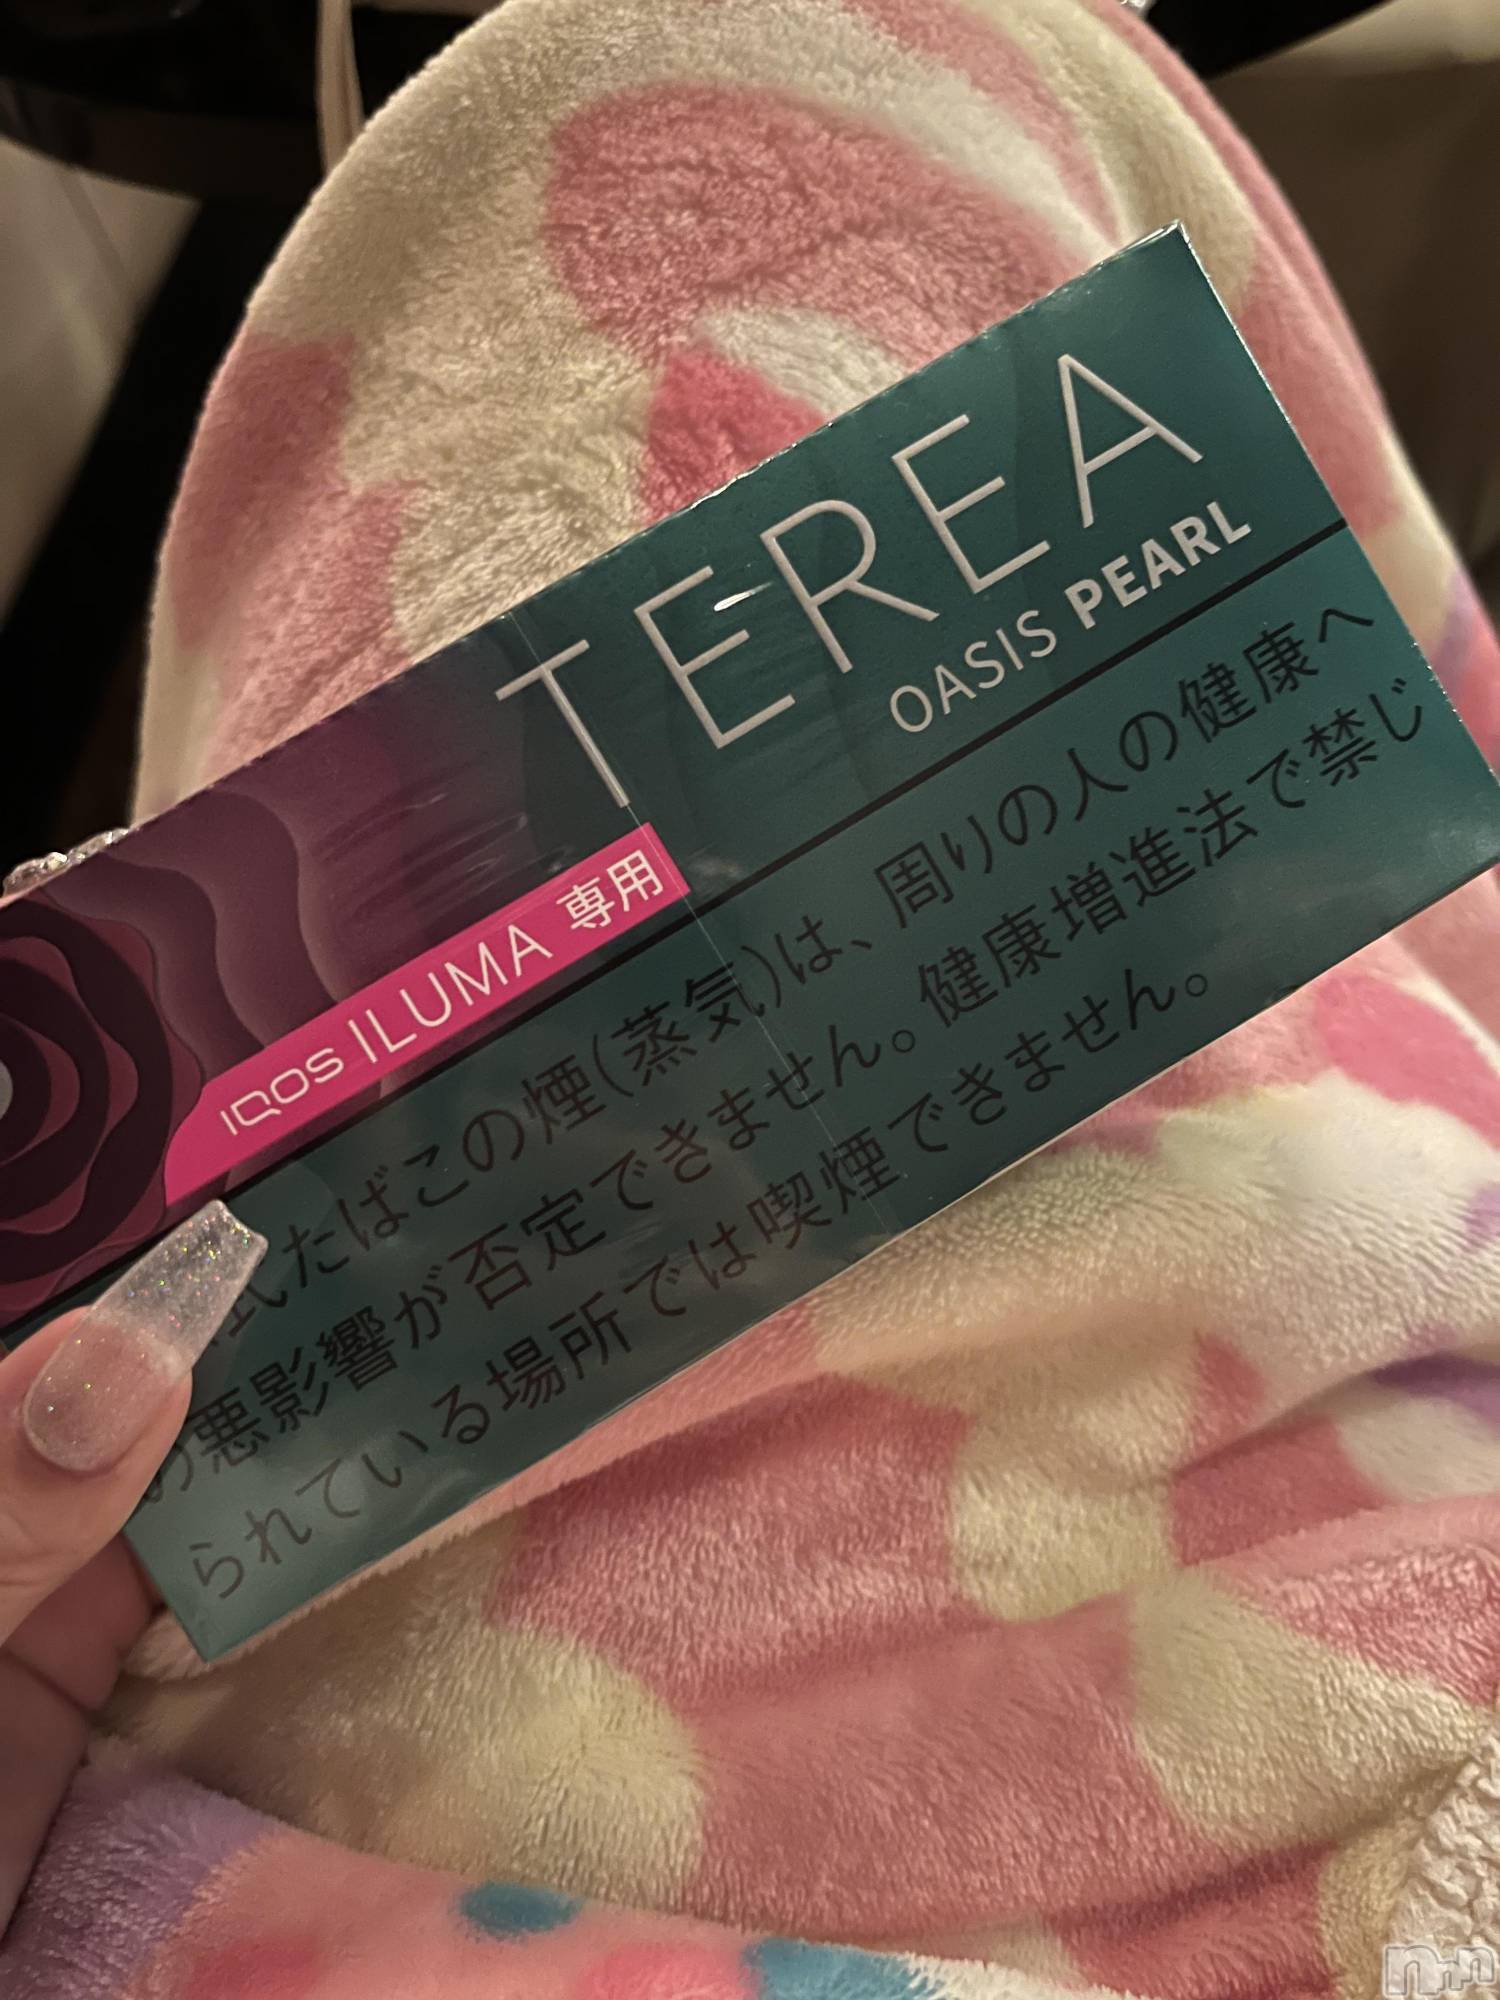 TEREA
OASIS PEARL
IQOS ILUMA 専用
式たばこの煙(蒸気)は、周りの人の健康へ
の悪影響が否定できません。健康増進法で禁じ
られている場所では喫煙できません。